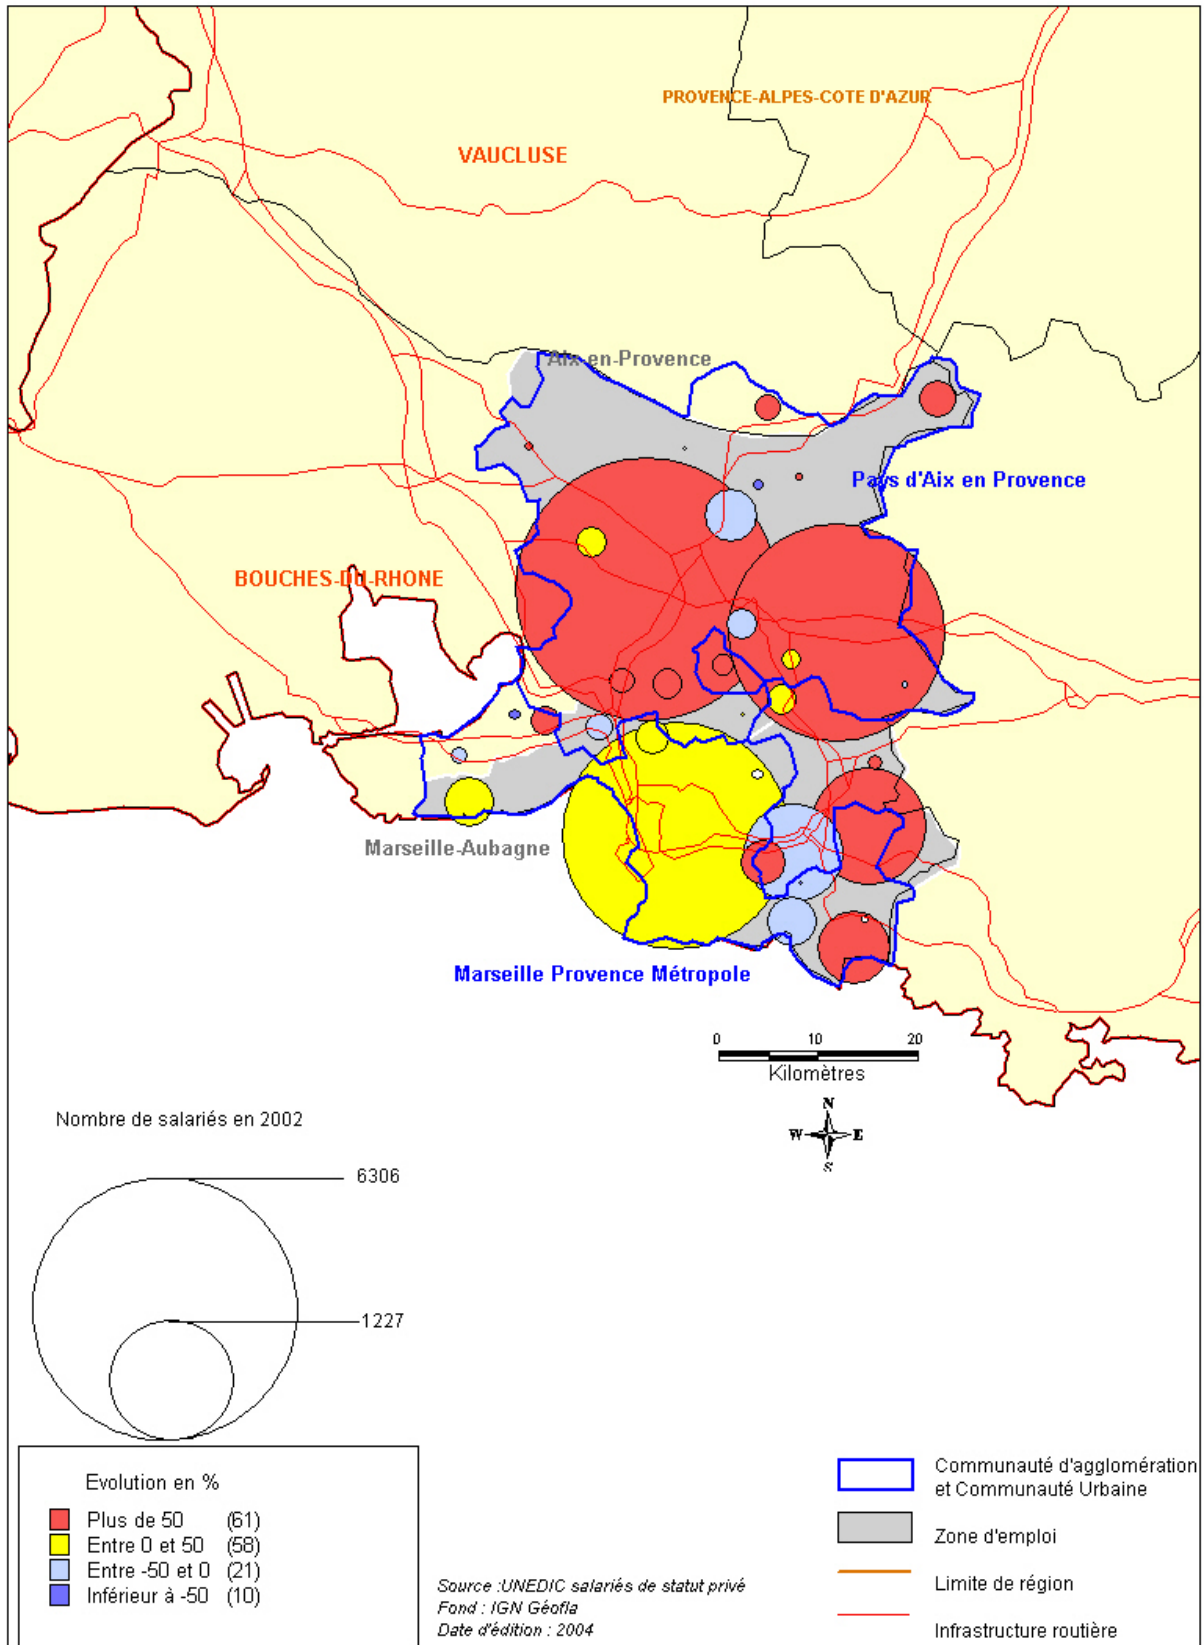 PROVENCE-ALPES-COTE D'AZUR
VAUCLUSE
Aix en-Provence
Pays d'Aix en Provence
BOUCHES-DU-RHONE
Marseille-Aubagne
Marseille Provence Métropole
0 10 20
Kilomètres
N
W E
S
Nombre de salariés en 2002
6306
1227
Evolution en %
Plus de 50 (61)
Entre 0 et 50 (58)
Entre -50 et 0 (21)
Inférieur à -50 (10)
Source :UNEDIC salariés de statut privé
Fond : IGN Géofla
Date d'édition : 2004
Communauté d'agglomération
et Communauté Urbaine
Zone d'emploi
Limite de région
Infrastructure routière